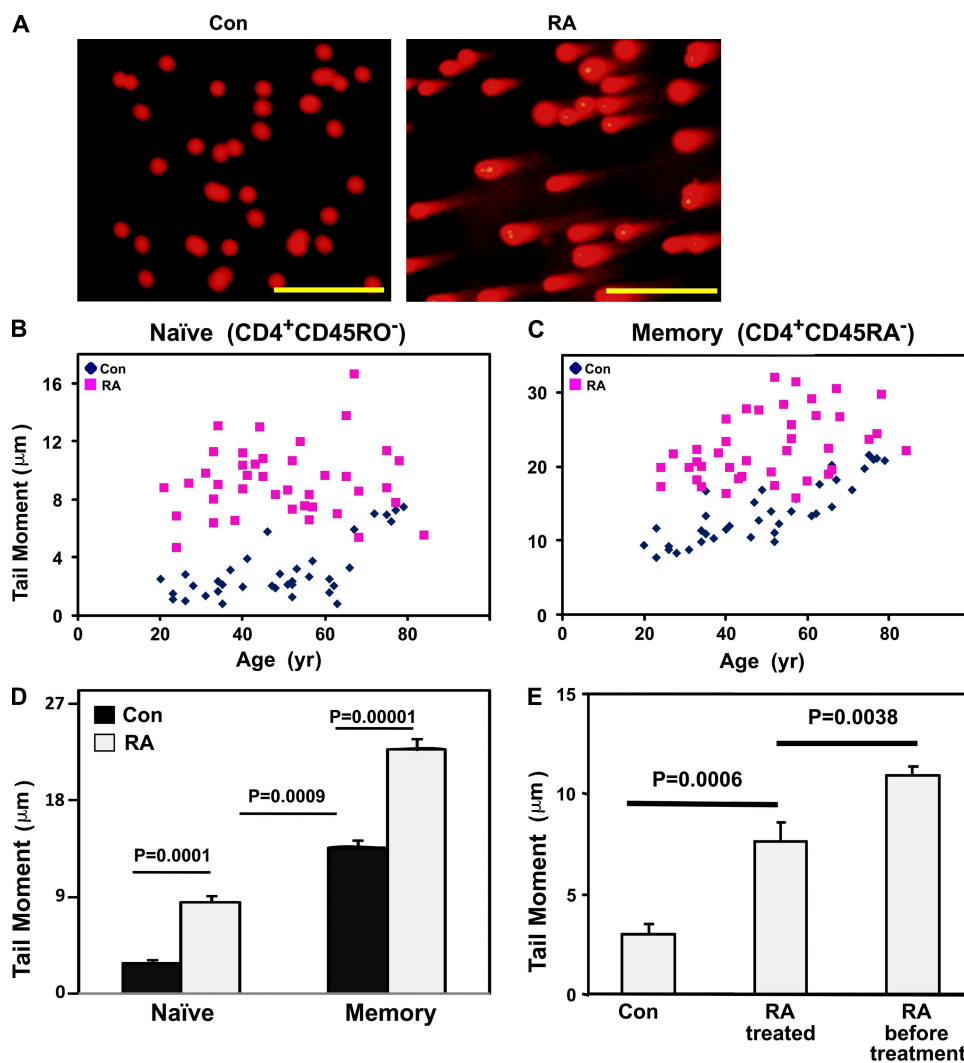 A
Con
RA
B
Naïve (CD4⁺CD45RO⁻)
Con
RA
16
12
8
4
0
0
20
40
60
80
Tail Moment (μm)
Age (yr)
C
Memory (CD4⁺CD45RA⁻)
Con
RA
30
20
10
0
0
20
40
60
80
Age (yr)
D
27
18
9
0
Tail Moment (μm)
Con
RA
P=0.0001
P=0.0009
P=0.00001
Naïve
Memory
E
15
10
5
0
Tail Moment (μm)
P=0.0006
P=0.0038
Con
RA
treated
RA
before
treatment